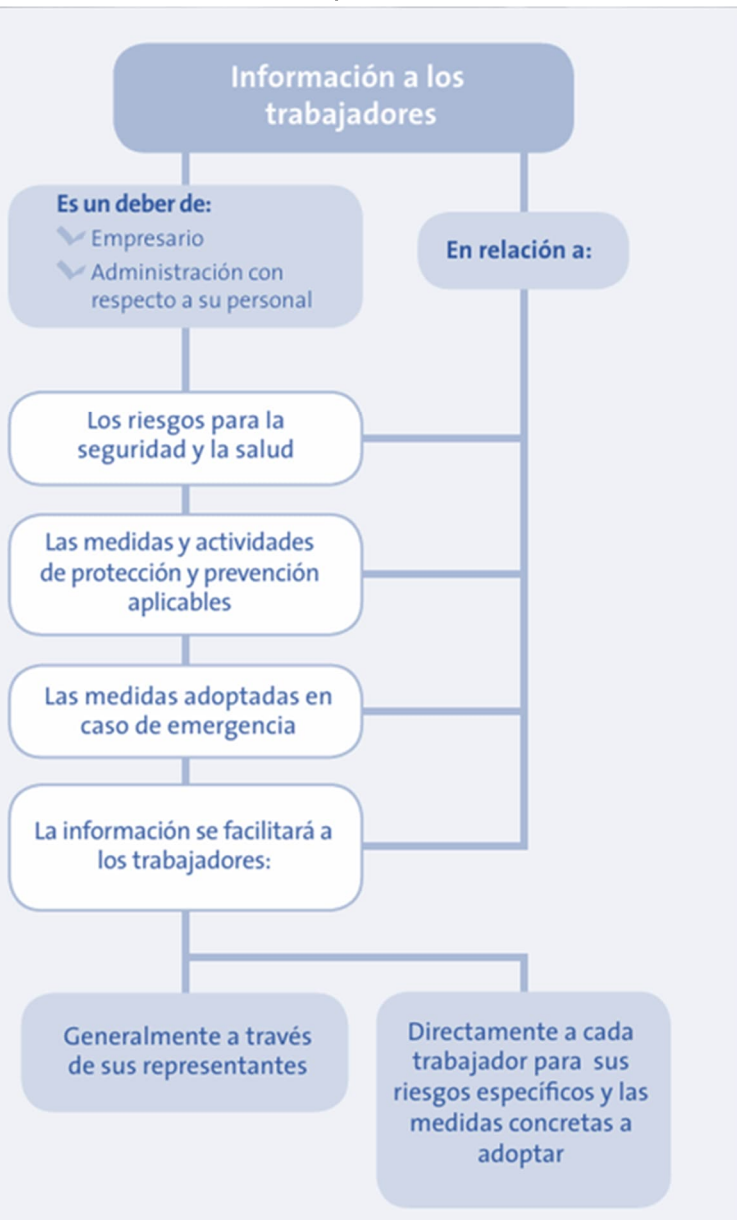 Información a los
trabajadores
Es un deber de:
Empresario
Administración con
respecto a su personal
En relación a:
Los riesgos para la
seguridad y la salud
Las medidas y actividades
de protección y prevención
aplicables
Las medidas adoptadas en
caso de emergencia
La información se facilitará a
los trabajadores:
Generalmente a través
de sus representantes
Directamente a cada
trabajador para sus
riesgos específicos y las
medidas concretas a
adoptar